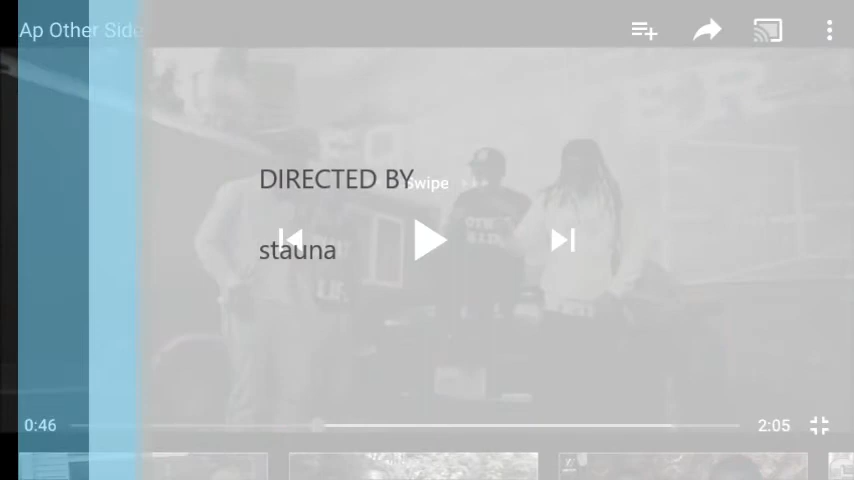 Ap Other Side
DIRECTED BY
Swipe
stauna
0:46
2:05